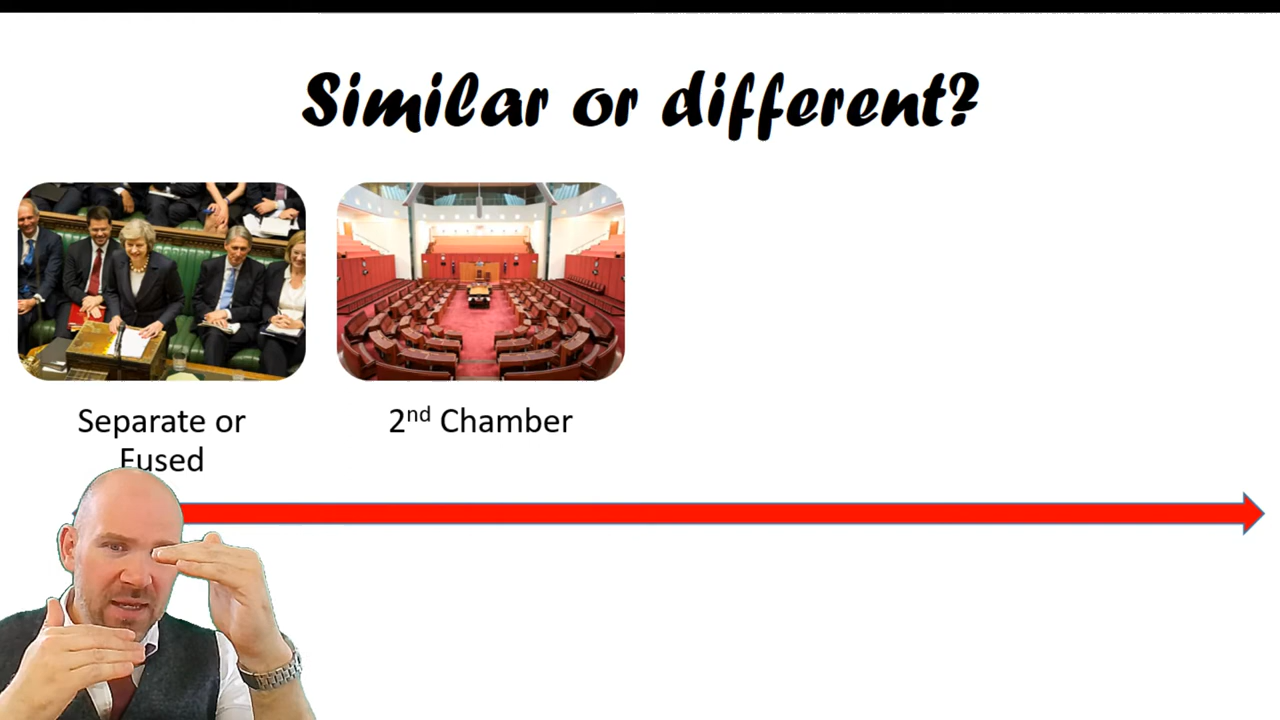 Similar or different?
Separate or
Fused
2nd Chamber